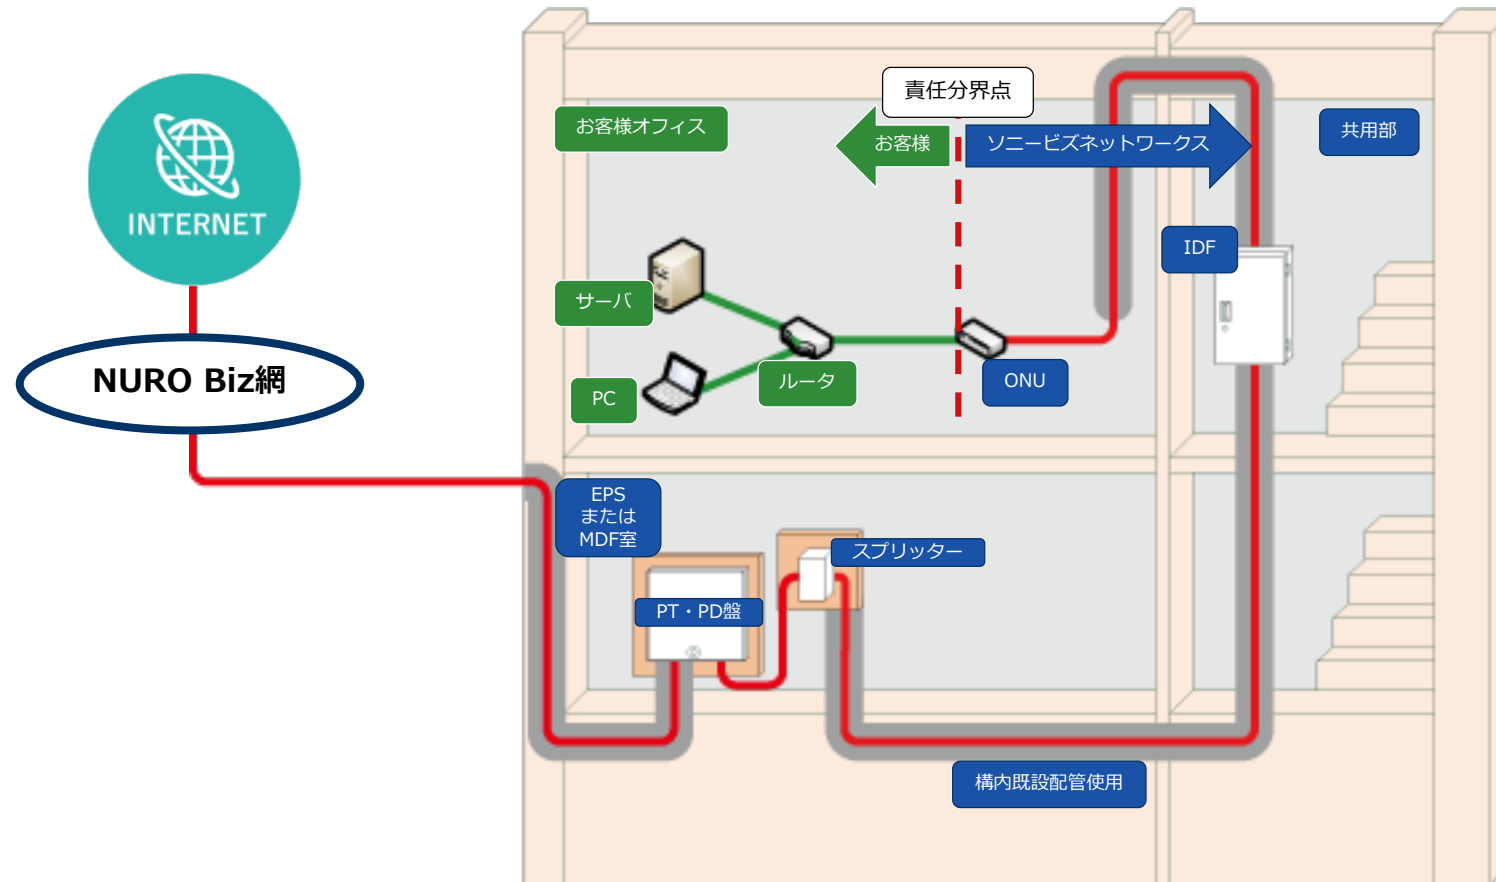 責任分界点
お客様オフィス
お客様
ソニービズネットワークス
共用部
INTERNET
IDF
サーバ
NURO Biz網
ルータ
ONU
PC
EPS
または
MDF室
スプリッター
PT・PD盤
構内既設配管使用